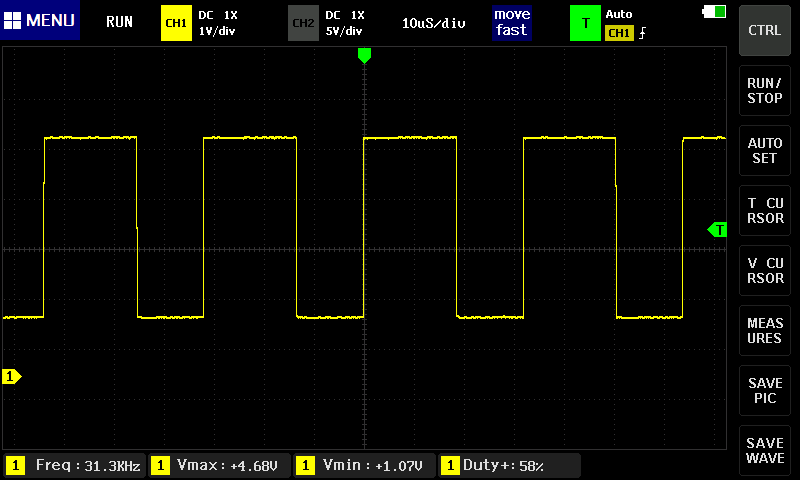 MENU
RUN
CH1
DC 1X
1V/div
CH2
DC 1X
5V/div
10uS/div
move
fast
T
Auto
CH1
CTRL
RUN/
STOP
AUTO
SET
T CU
RSOR
T
V CU
RSOR
MEAS
URES
1
SAVE
PIC
SAVE
WAVE
1 Freq:31.3KHz
1 Vmax:+4.68V
1 Vmin:+1.07V
1 Duty+:58%